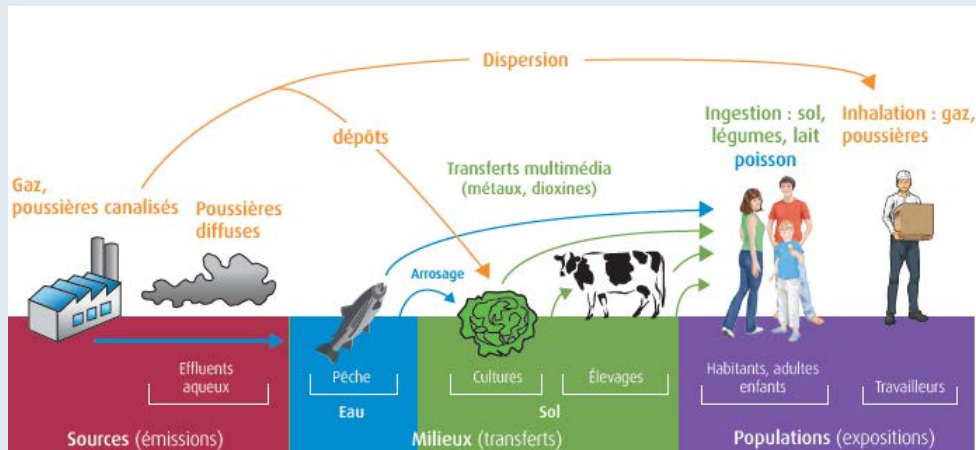 Dispersion
Ingestion : sol,
légumes, lait
poisson
Inhalation : gaz,
poussières
dépôts
Transferts multimédia
(métaux, dioxines)
Gaz,
poussières canalisés
Poussières
diffuses
Arrosage
Effluents
aqueux
Pêche
Cultures
Élevages
Habitants, adultes
enfants
Travailleurs
Eau
Sol
Sources (émissions)
Milieux (transferts)
Populations (expositions)